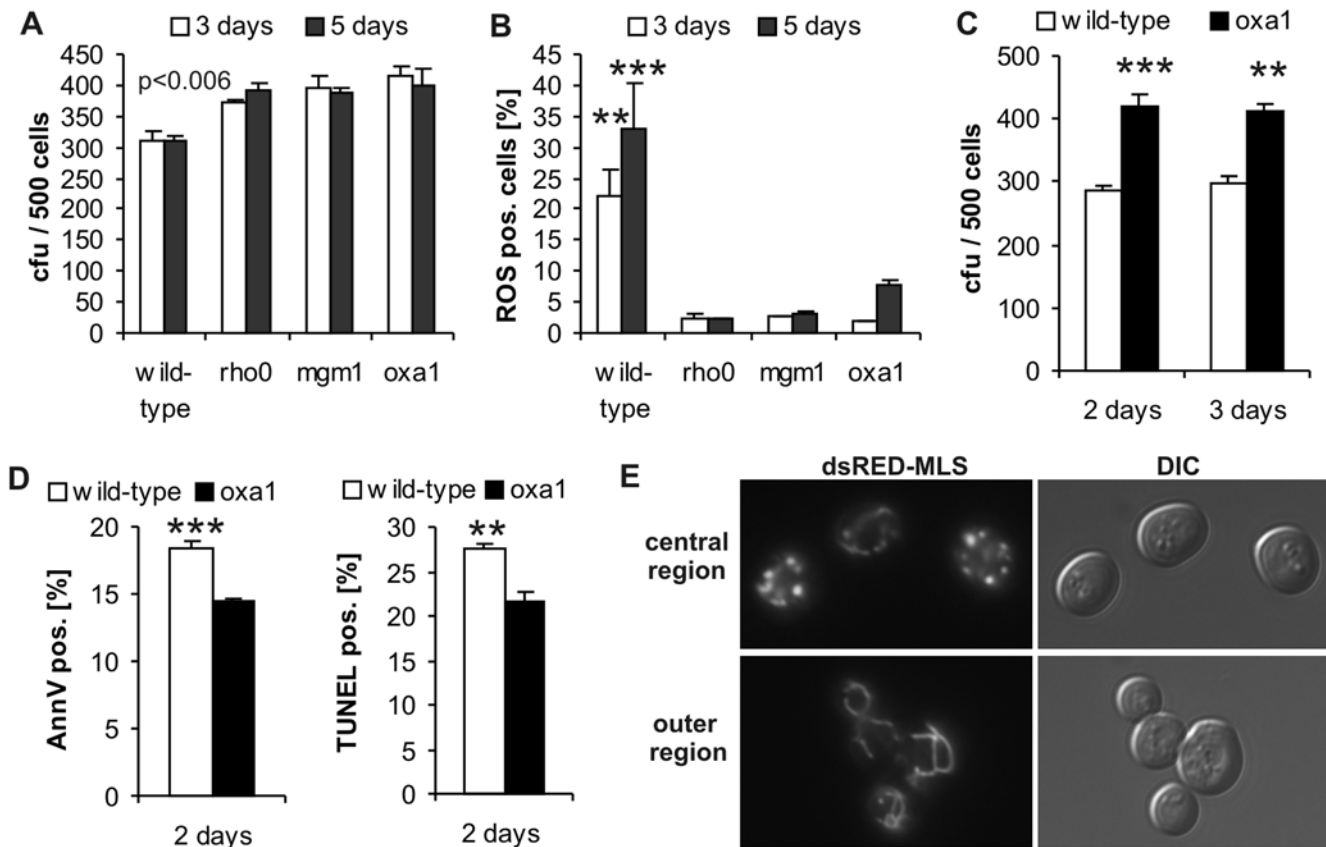 A
3 days 5 days
cfu / 500 cells
450
400
350
300
250
200
150
100
50
0
p<0.006
wild-type rho0 mgm1 oxa1
B
3 days 5 days
ROS pos. cells [%]
45
40
35
30
25
20
15
10
5
0
**
***
wild-type rho0 mgm1 oxa1
C
wild-type oxa1
cfu / 500 cells
500
400
300
200
100
0
*** **
2 days 3 days
D
wild-type oxa1
AnnV pos. [%]
20
15
10
5
0
***
2 days
wild-type oxa1
TUNEL pos. [%]
30
25
20
15
10
5
0
**
2 days
E
dsRED-MLS DIC
central
region
outer
region